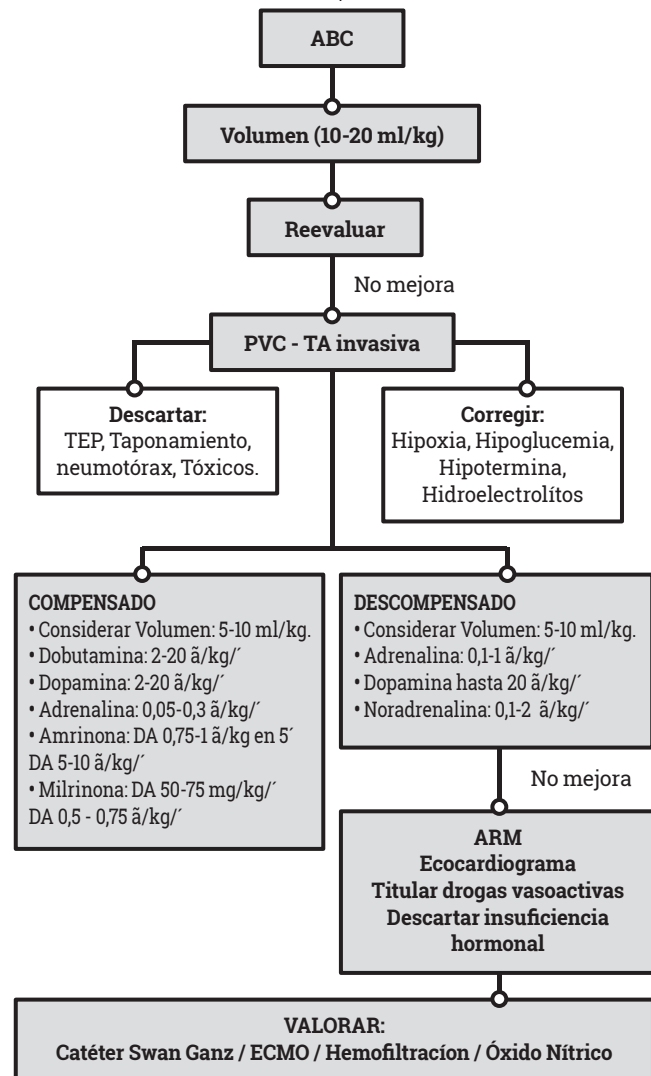 ABC
Volumen (10-20 ml/kg)
Reevaluar
No mejora
PVC - TA invasiva
Descartar:
TEP, Taponamiento,
neumotórax, Tóxicos.
Corregir:
Hipoxia, Hipoglucemia,
Hipotermina,
Hidroelectrolítos
COMPENSADO
• Considerar Volumen: 5-10 ml/kg.
• Dobutamina: 2-20 ã/kg/´
• Dopamina: 2-20 ã/kg/´
• Adrenalina: 0,05-0,3 ã/kg/´
• Amrinona: DA 0,75-1 ã/kg en 5´
DA 5-10 ã/kg/´
• Milrinona: DA 50-75 mg/kg/´
DA 0,5 - 0,75 ã/kg/´
DESCOMPENSADO
• Considerar Volumen: 5-10 ml/kg.
• Adrenalina: 0,1-1 ã/kg/´
• Dopamina hasta 20 ã/kg/´
• Noradrenalina: 0,1-2 ã/kg/´
No mejora
ARM
Ecocardiograma
Titular drogas vasoactivas
Descartar insuficiencia
hormonal
VALORAR:
Catéter Swan Ganz / ECMO / Hemofiltracíon / Óxido Nítrico